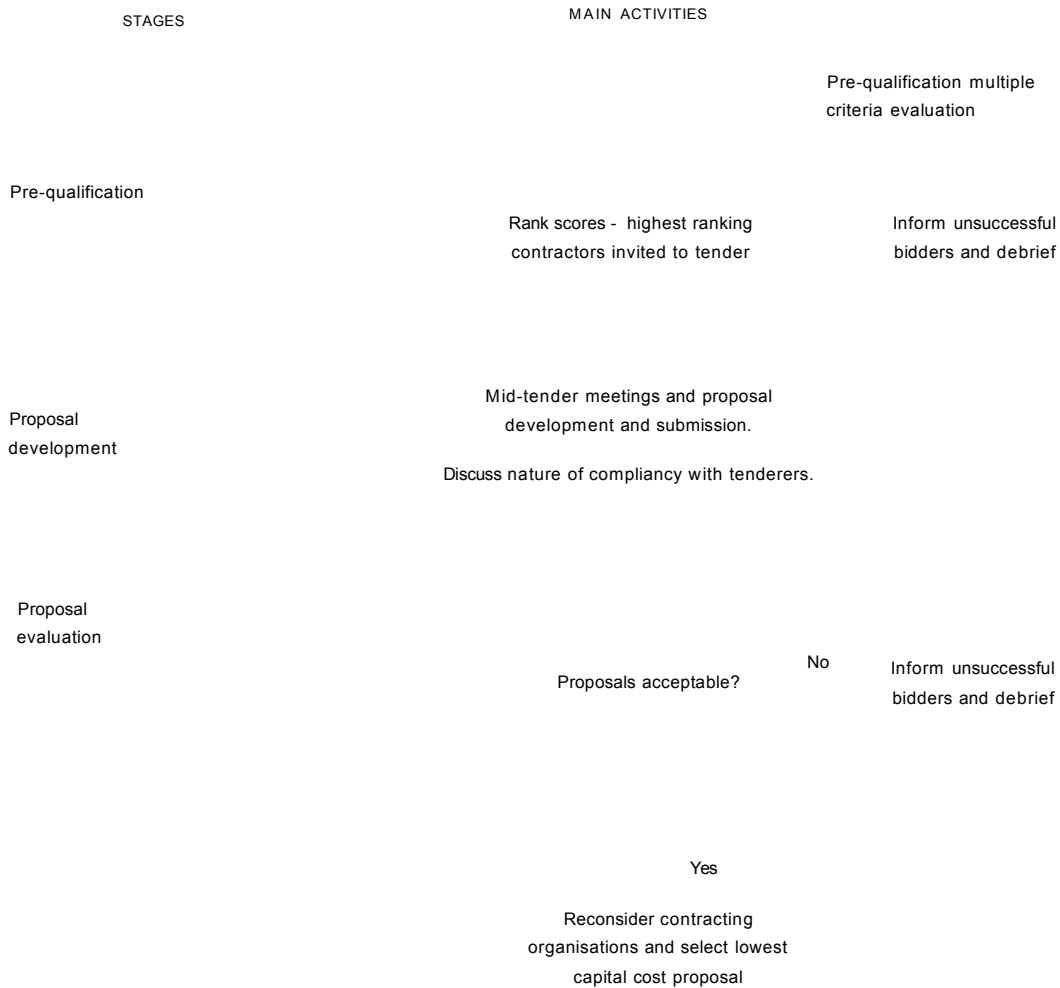 STAGES
MAIN ACTIVITIES
Pre-qualification multiple
criteria evaluation
Pre-qualification
Rank scores - highest ranking
contractors invited to tender
Inform unsuccessful
bidders and debrief
Proposal
development
Mid-tender meetings and proposal
development and submission.
Discuss nature of compliancy with tenderers.
Proposal
evaluation
Proposals acceptable?
No
Inform unsuccessful
bidders and debrief
Yes
Reconsider contracting
organisations and select lowest
capital cost proposal